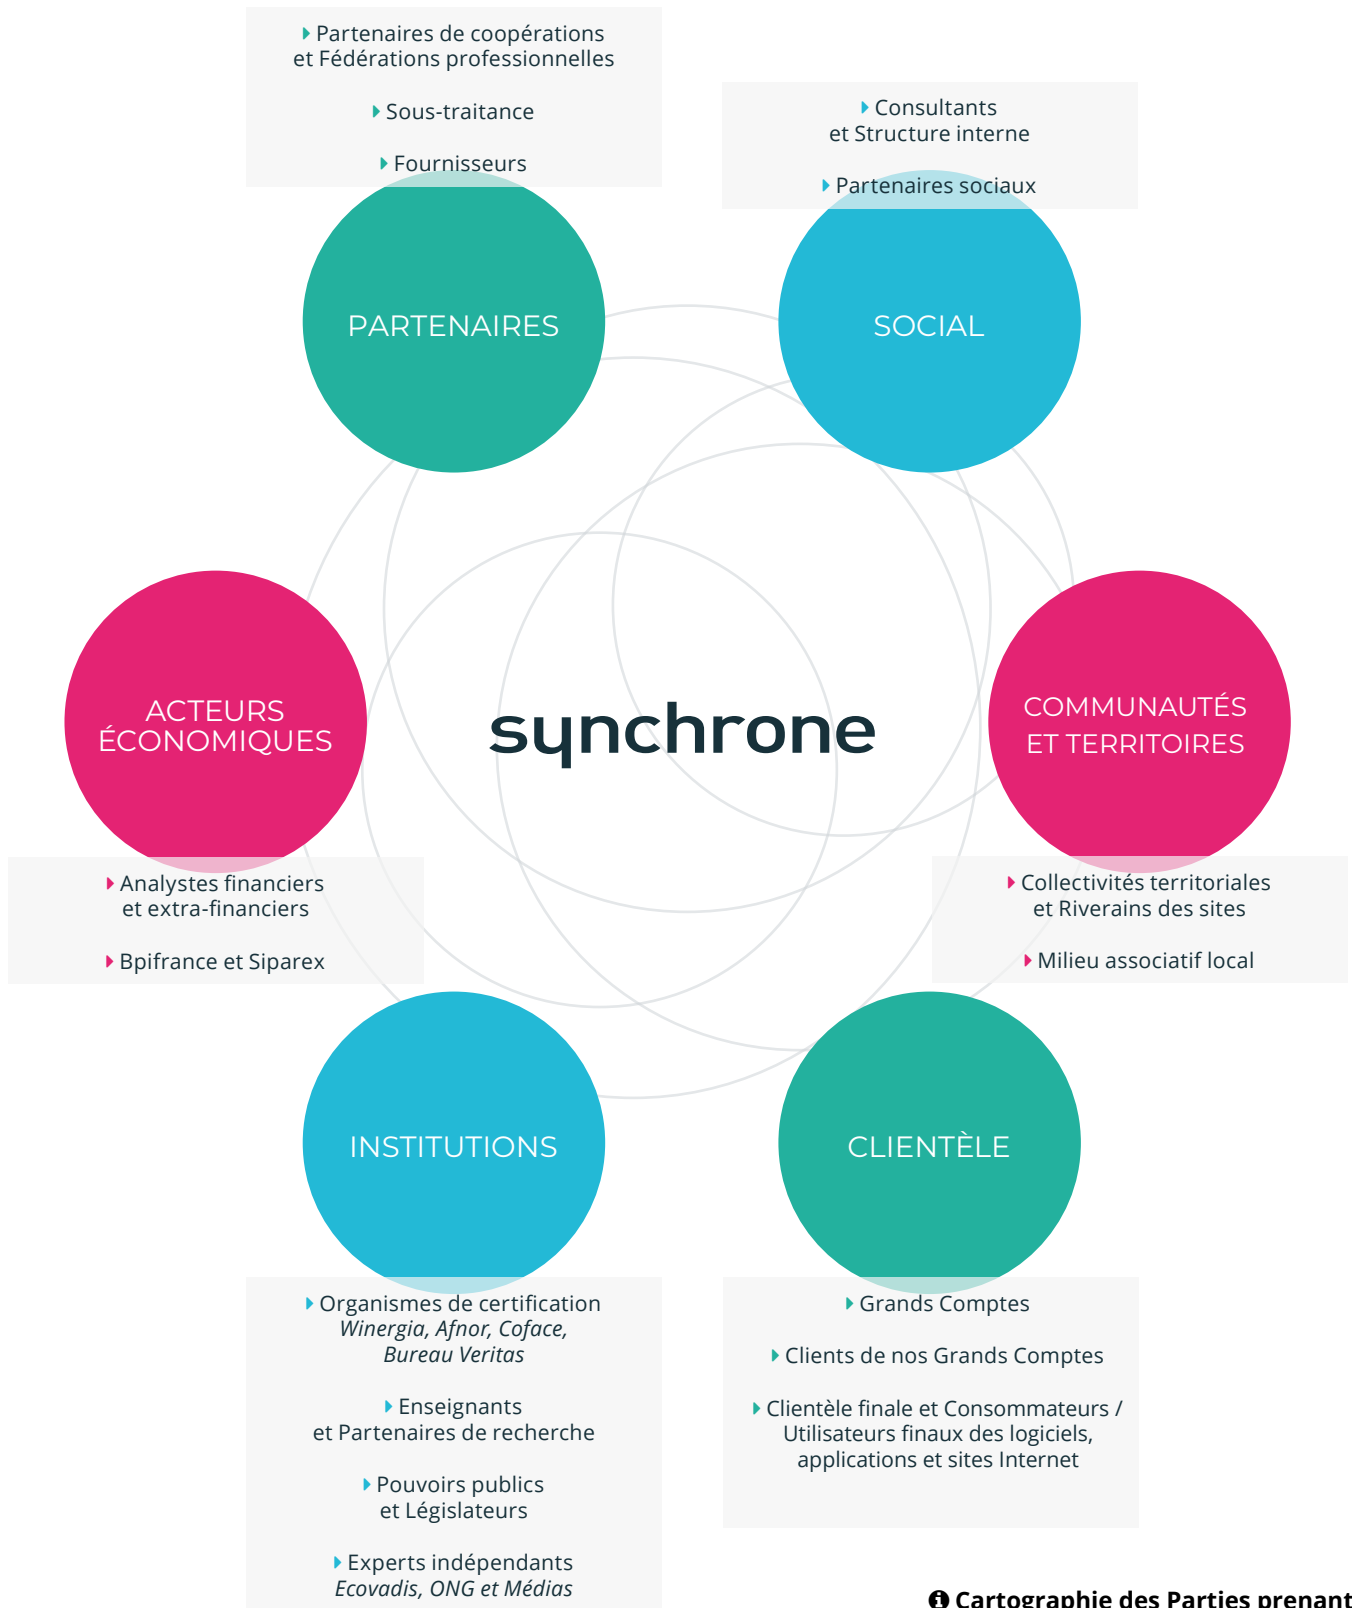 Partenaires de coopérations
et Fédérations professionnelles
Sous-traitance
Fournisseurs
PARTENAIRES
Consultants
et Structure interne
Partenaires sociaux
SOCIAL
ACTEURS
ÉCONOMIQUES
Analystes financiers
et extra-financiers
Bpifrance et Siparex
synchrone
COMMUNAUTÉS
ET TERRITOIRES
Collectivités territoriales
et Riverains des sites
Milieu associatif local
INSTITUTIONS
Organismes de certification
Winergia, Afnor, Coface,
Bureau Veritas
Enseignants
et Partenaires de recherche
Pouvoirs publics
et Législateurs
Experts indépendants
Ecovadis, ONG et Médias
CLIENTÈLE
Grands Comptes
Clients de nos Grands Comptes
Clientèle finale et Consommateurs /
Utilisateurs finaux des logiciels,
applications et sites Internet
Cartographie des Parties prenant